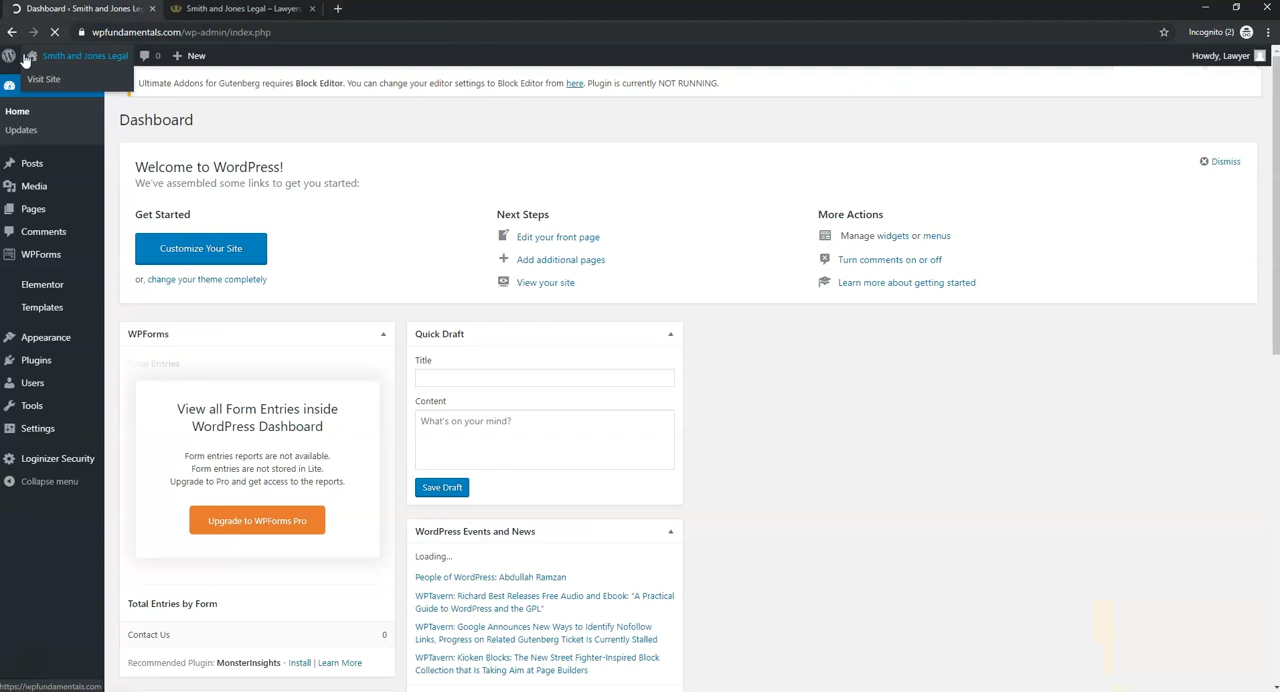 Dashboard ‹ Smith and Jones Le
Smith and Jones Legal – Lawyers
wpfundamentals.com/wp-admin/index.php
Incognito (2)
Smith and Jones Legal
0
New
Howdy, Lawyer
Visit Site
Ultimate Addons for Gutenberg requires Block Editor. You can change your editor settings to Block Editor from here. Plugin is currently NOT RUNNING.
Home
Updates
Posts
Media
Pages
Comments
WPForms
Elementor
Templates
Appearance
Plugins
Users
Tools
Settings
Loginizer Security
Collapse menu
Dashboard
Welcome to WordPress!
We've assembled some links to get you started:
Dismiss
Get Started
Customize Your Site
or, change your theme completely
Next Steps
Edit your front page
Add additional pages
View your site
More Actions
Manage widgets or menus
Turn comments on or off
Learn more about getting started
WPForms
Total Entries
View all Form Entries inside
WordPress Dashboard
Form entries reports are not available.
Form entries are not stored in Lite.
Upgrade to Pro and get access to the reports.
Upgrade to WPForms Pro
Total Entries by Form
Contact Us 0
Recommended Plugin: MonsterInsights - Install | Learn More
Quick Draft
Title
Content
What's on your mind?
Save Draft
WordPress Events and News
Loading...
People of WordPress: Abdullah Ramzan
WPTavern: Richard Best Releases Free Audio and Ebook: "A Practical
Guide to WordPress and the GPL"
WPTavern: Google Announces New Ways to Identify Nofollow
Links, Progress on Related Gutenberg Ticket Is Currently Stalled
WPTavern: Kioken Blocks: The New Street Fighter-Inspired Block
Collection that Is Taking Aim at Page Builders
https://wpfundamentals.com